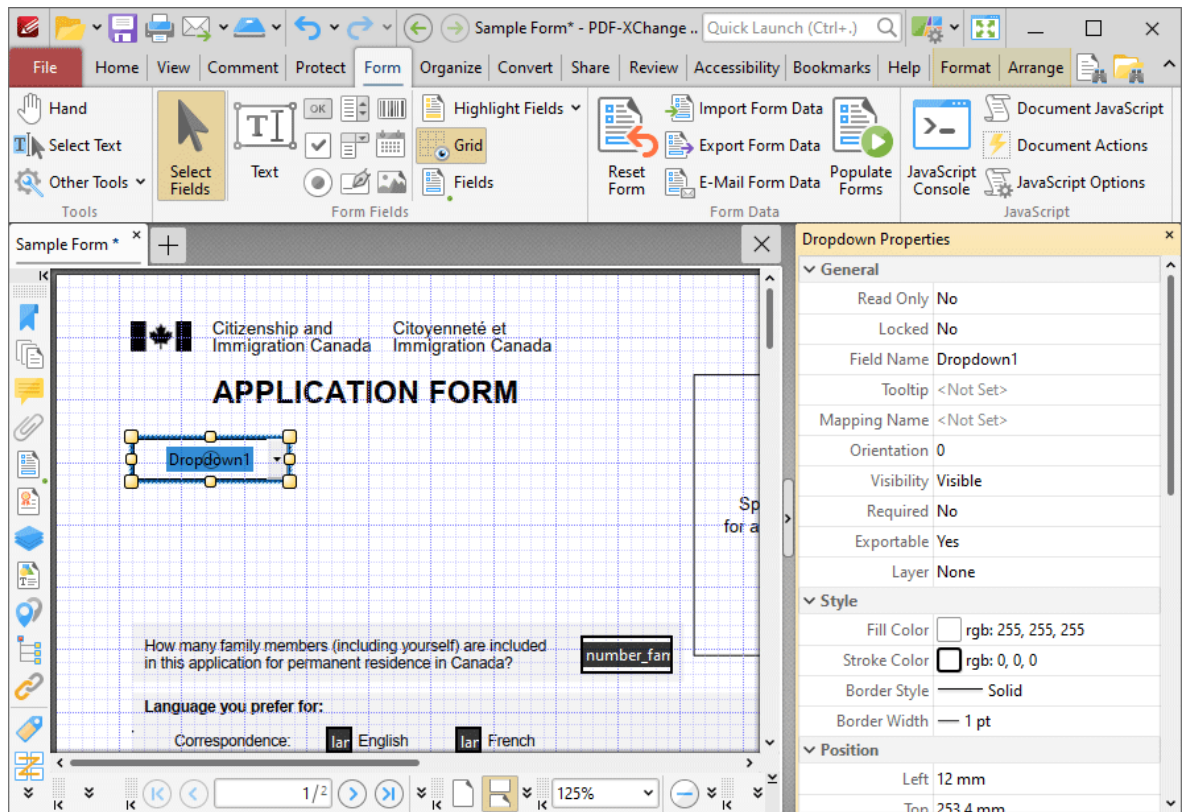 Sample Form* - PDF-XChange ..
Quick Launch (Ctrl+.)
File Home View Comment Protect Form Organize Convert Share Review Accessibility Bookmarks Help Format Arrange
Hand
Select Text
Other Tools
Tools
Select Fields
Text
OK
Highlight Fields
Grid
Fields
Form Fields
Reset Form
Import Form Data
Export Form Data
E-Mail Form Data
Populate Forms
Form Data
JavaScript Console
Document JavaScript
Document Actions
JavaScript Options
JavaScript
Sample Form *
Citizenship and
Immigration Canada
Citoyenneté et
Immigration Canada
APPLICATION FORM
Dropdown1
Sp
for a
How many family members (including yourself) are included
in this application for permanent residence in Canada?
number_fam
Language you prefer for:
Correspondence: lan English lan French
1/2
125%
Dropdown Properties
General
Read Only No
Locked No
Field Name Dropdown1
Tooltip <Not Set>
Mapping Name <Not Set>
Orientation 0
Visibility Visible
Required No
Exportable Yes
Layer None
Style
Fill Color rgb: 255, 255, 255
Stroke Color rgb: 0, 0, 0
Border Style Solid
Border Width 1 pt
Position
Left 12 mm
Top 253.4 mm